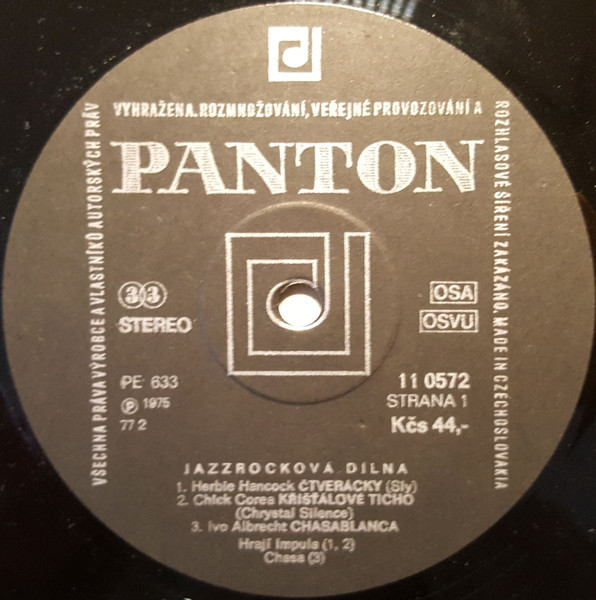 VYHRAŽENA. ROZMNOŽOVÁNÍ, VEŘEJNÉ PROVOZOVÁNÍ A
ROZHLASOVÉ ŠÍŘENÍ ZAKÁZÁNO. MADE IN CZECHOSLOVAKIA
VŠECHNA PRÁVA VÝROBCE A VLASTNÍKŮ AUTORSKÝCH PRÁV
PANTON
33
STEREO
OSA
OSVU
PE 633
℗ 1975
77 2
11 0572
STRANA 1
Kčs 44,-
JAZZROCKOVÁ DÍLNA
1. Herbie Hancock ČTVERÁCKY (Sly)
2. Chick Corea KŘIŠŤÁLOVÉ TICHO
(Chrystal Silence)
3. Ivo Albrecht CHASABLANCA
Hrají Impuls (1, 2)
Chasa (3)